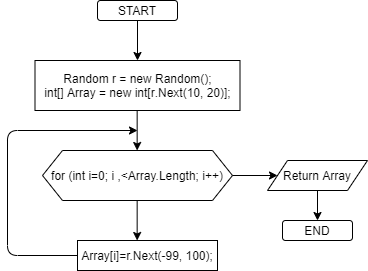 START
Random r = new Random();
int[] Array = new int[r.Next(10, 20)];
for (int i=0; i ,<Array.Length; i++)
Return Array
END
Array[i]=r.Next(-99, 100);